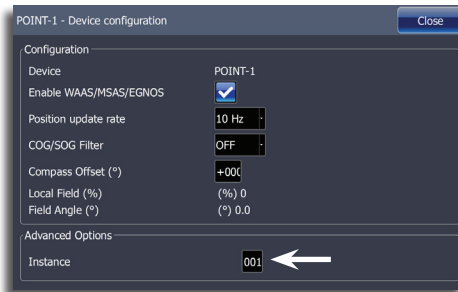 POINT-1 - Device configuration Close
Configuration
Device POINT-1
Enable WAAS/MSAS/EGNOS
Position update rate 10 Hz
COG/SOG Filter OFF
Compass Offset (°) +000
Local Field (%) (%) 0
Field Angle (°) (°) 0.0
Advanced Options
Instance 001